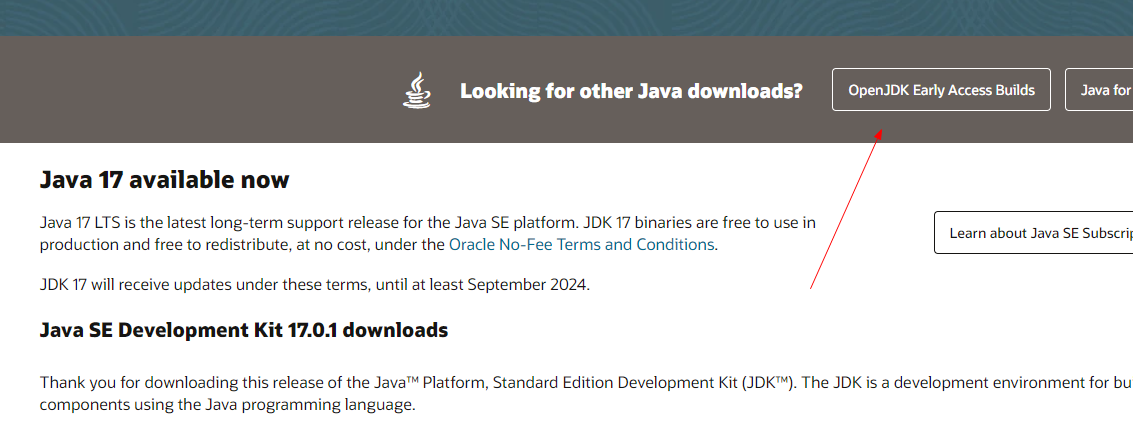 Looking for other Java downloads?
OpenJDK Early Access Builds
Java for
Java 17 available now
Java 17 LTS is the latest long-term support release for the Java SE platform. JDK 17 binaries are free to use in
production and free to redistribute, at no cost, under the Oracle No-Fee Terms and Conditions.
Learn about Java SE Subscrip
JDK 17 will receive updates under these terms, until at least September 2024.
Java SE Development Kit 17.0.1 downloads
Thank you for downloading this release of the Java™ Platform, Standard Edition Development Kit (JDK™). The JDK is a development environment for bu
components using the Java programming language.